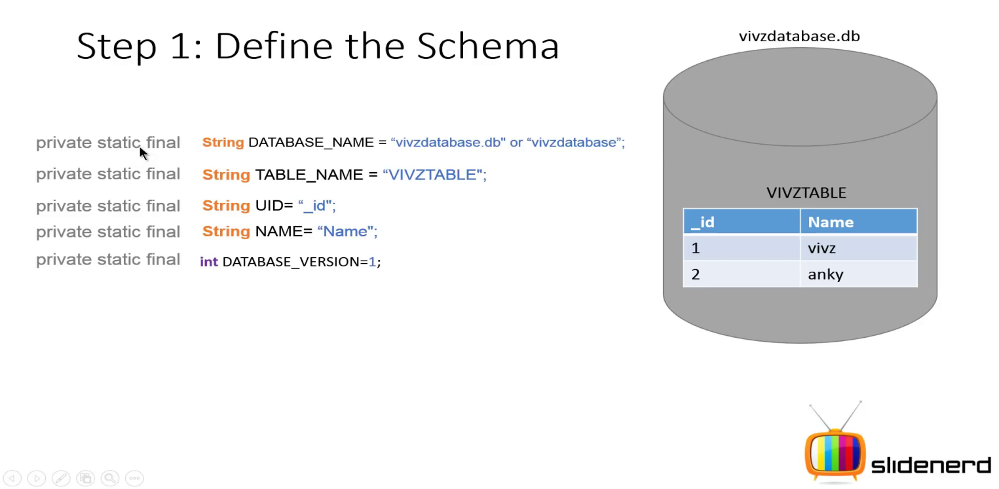 Step 1: Define the Schema
private static final String DATABASE_NAME = “vivzdatabase.db" or “vivzdatabase”;
private static final String TABLE_NAME = “VIVZTABLE";
private static final String UID= “_id";
private static final String NAME= “Name";
private static final int DATABASE_VERSION=1;
vivzdatabase.db
VIVZTABLE
_id Name
1 vivz
2 anky
slidenerd